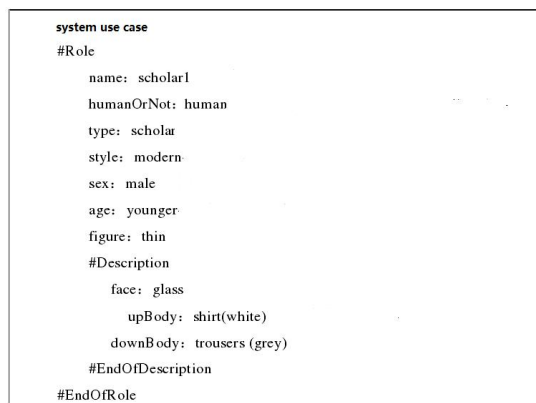 system use case
#Role
name：scholar1
humanOrNot：human
type：scholar
style：modern
sex：male
age：younger
figure：thin
#Description
face：glass
upBody：shirt(white)
downBody：trousers (grey)
#EndOfDescription
#EndOfRole